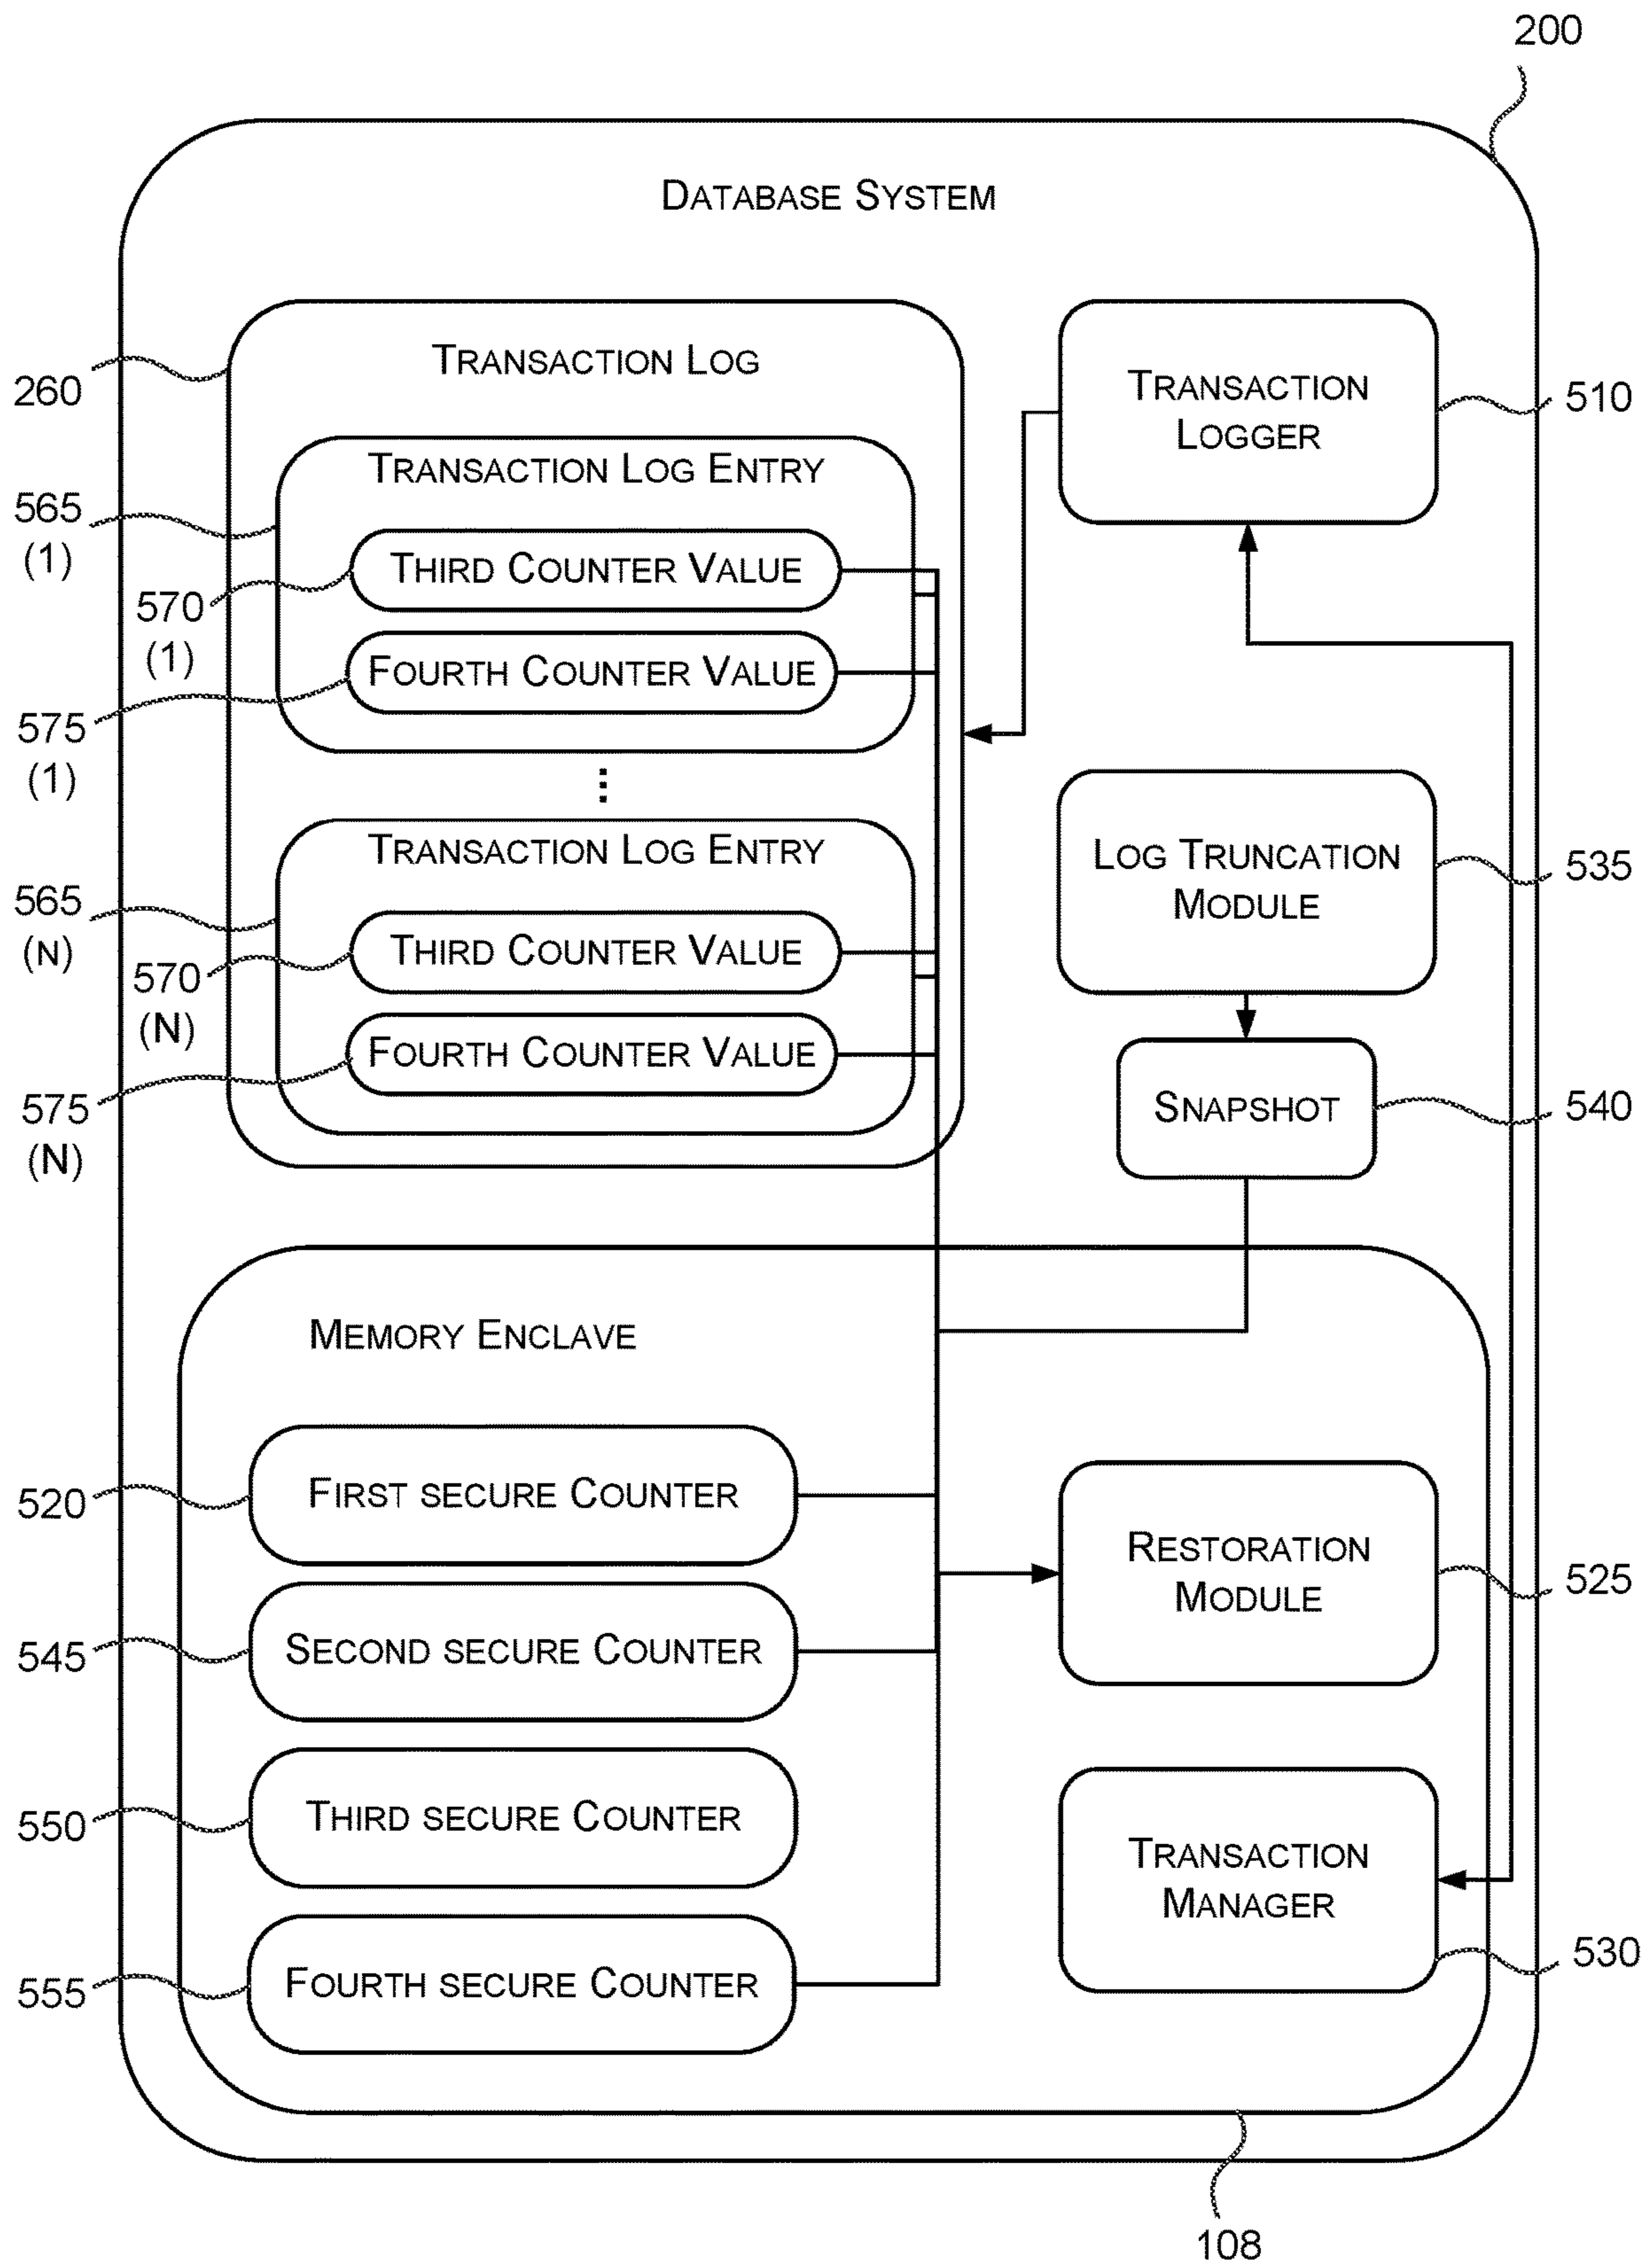 200
DATABASE SYSTEM
260
TRANSACTION LOG
TRANSACTION
LOGGER
510
565
(1)
TRANSACTION LOG ENTRY
570
(1)
THIRD COUNTER VALUE
575
(1)
FOURTH COUNTER VALUE
⋮
565
(N)
TRANSACTION LOG ENTRY
570
(N)
THIRD COUNTER VALUE
575
(N)
FOURTH COUNTER VALUE
LOG TRUNCATION
MODULE
535
SNAPSHOT
540
MEMORY ENCLAVE
520
FIRST SECURE COUNTER
545
SECOND SECURE COUNTER
550
THIRD SECURE COUNTER
555
FOURTH SECURE COUNTER
RESTORATION
MODULE
525
TRANSACTION
MANAGER
530
108